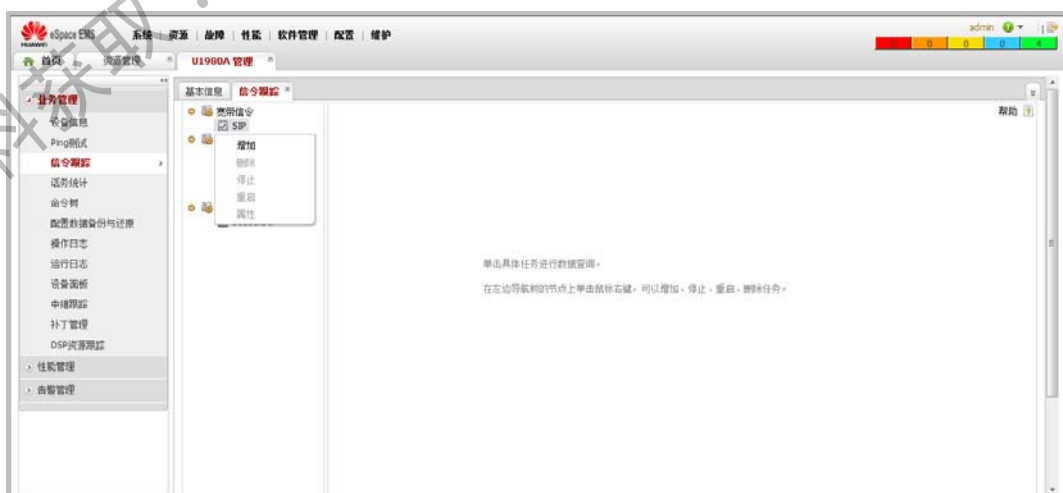 HUAWEI eSpace EMS
系统 | 资源 | 故障 | 性能 | 软件管理 | 配置 | 维护
admin
0 0 0 0 4
首页
资源管理
U1980A 管理
业务管理
设备信息
Ping测试
信令跟踪
话务统计
命令树
配置数据备份与还原
操作日志
运行日志
设备面板
中继跟踪
补丁管理
DSP资源跟踪
性能管理
告警管理
基本信息
信令跟踪
帮助
宽带信令
SIP
增加
删除
停止
重启
属性
单击具体任务进行数据查询。
在左边导航树的节点上单击鼠标右键，可以增加、停止、重启、删除任务。